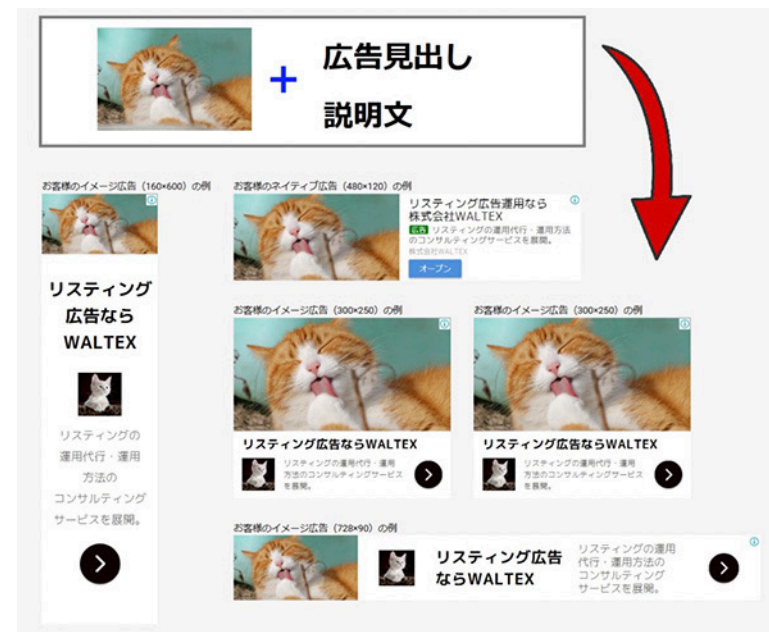 + 広告見出し
説明文
お客様のイメージ広告（160×600）の例
リスティング
広告なら
WALTEX
リスティングの
運用代行・運用
方法の
コンサルティング
サービスを展開。
お客様のネイティブ広告（480×120）の例
リスティング広告運用なら
株式会社WALTEX
広告 リスティングの運用代行・運用方法
のコンサルティングサービスを展開。
株式会社WALTEX
オープン
お客様のイメージ広告（300×250）の例
リスティング広告ならWALTEX
リスティングの運用代行・運用
方法のコンサルティングサービス
を展開。
お客様のイメージ広告（300×250）の例
リスティング広告ならWALTEX
リスティングの運用代行・運用
方法のコンサルティングサービス
を展開。
お客様のイメージ広告（728×90）の例
リスティング広告
ならWALTEX
リスティングの運用
代行・運用方法の
コンサルティング
サービスを展開。